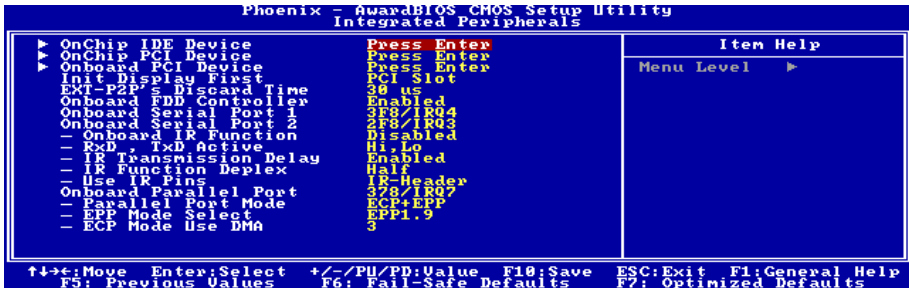 Phoenix - AwardBIOS CMOS Setup Utility
Integrated Peripherals
► OnChip IDE Device Press Enter
► OnChip PCI Device Press Enter
► Onboard PCI Device Press Enter
Init Display First PCI Slot
EXT-P2P's Discard Time 30 us
Onboard FDD Controller Enabled
Onboard Serial Port 1 3F8/IRQ4
Onboard Serial Port 2 2F8/IRQ3
- Onboard IR Function Disabled
- RxD , TxD Active Hi,Lo
- IR Transmission Delay Enabled
- IR Function Deplex Half
- Use IR Pins IR-Header
Onboard Parallel Port 378/IRQ7
- Parallel Port Mode ECP+EPP
- EPP Mode Select EPP1.9
- ECP Mode Use DMA 3
Item Help
Menu Level ►
↑↓→←:Move Enter:Select +/-/PU/PD:Value F10:Save ESC:Exit F1:General Help
F5: Previous Values F6: Fail-Safe Defaults F7: Optimized Defaults